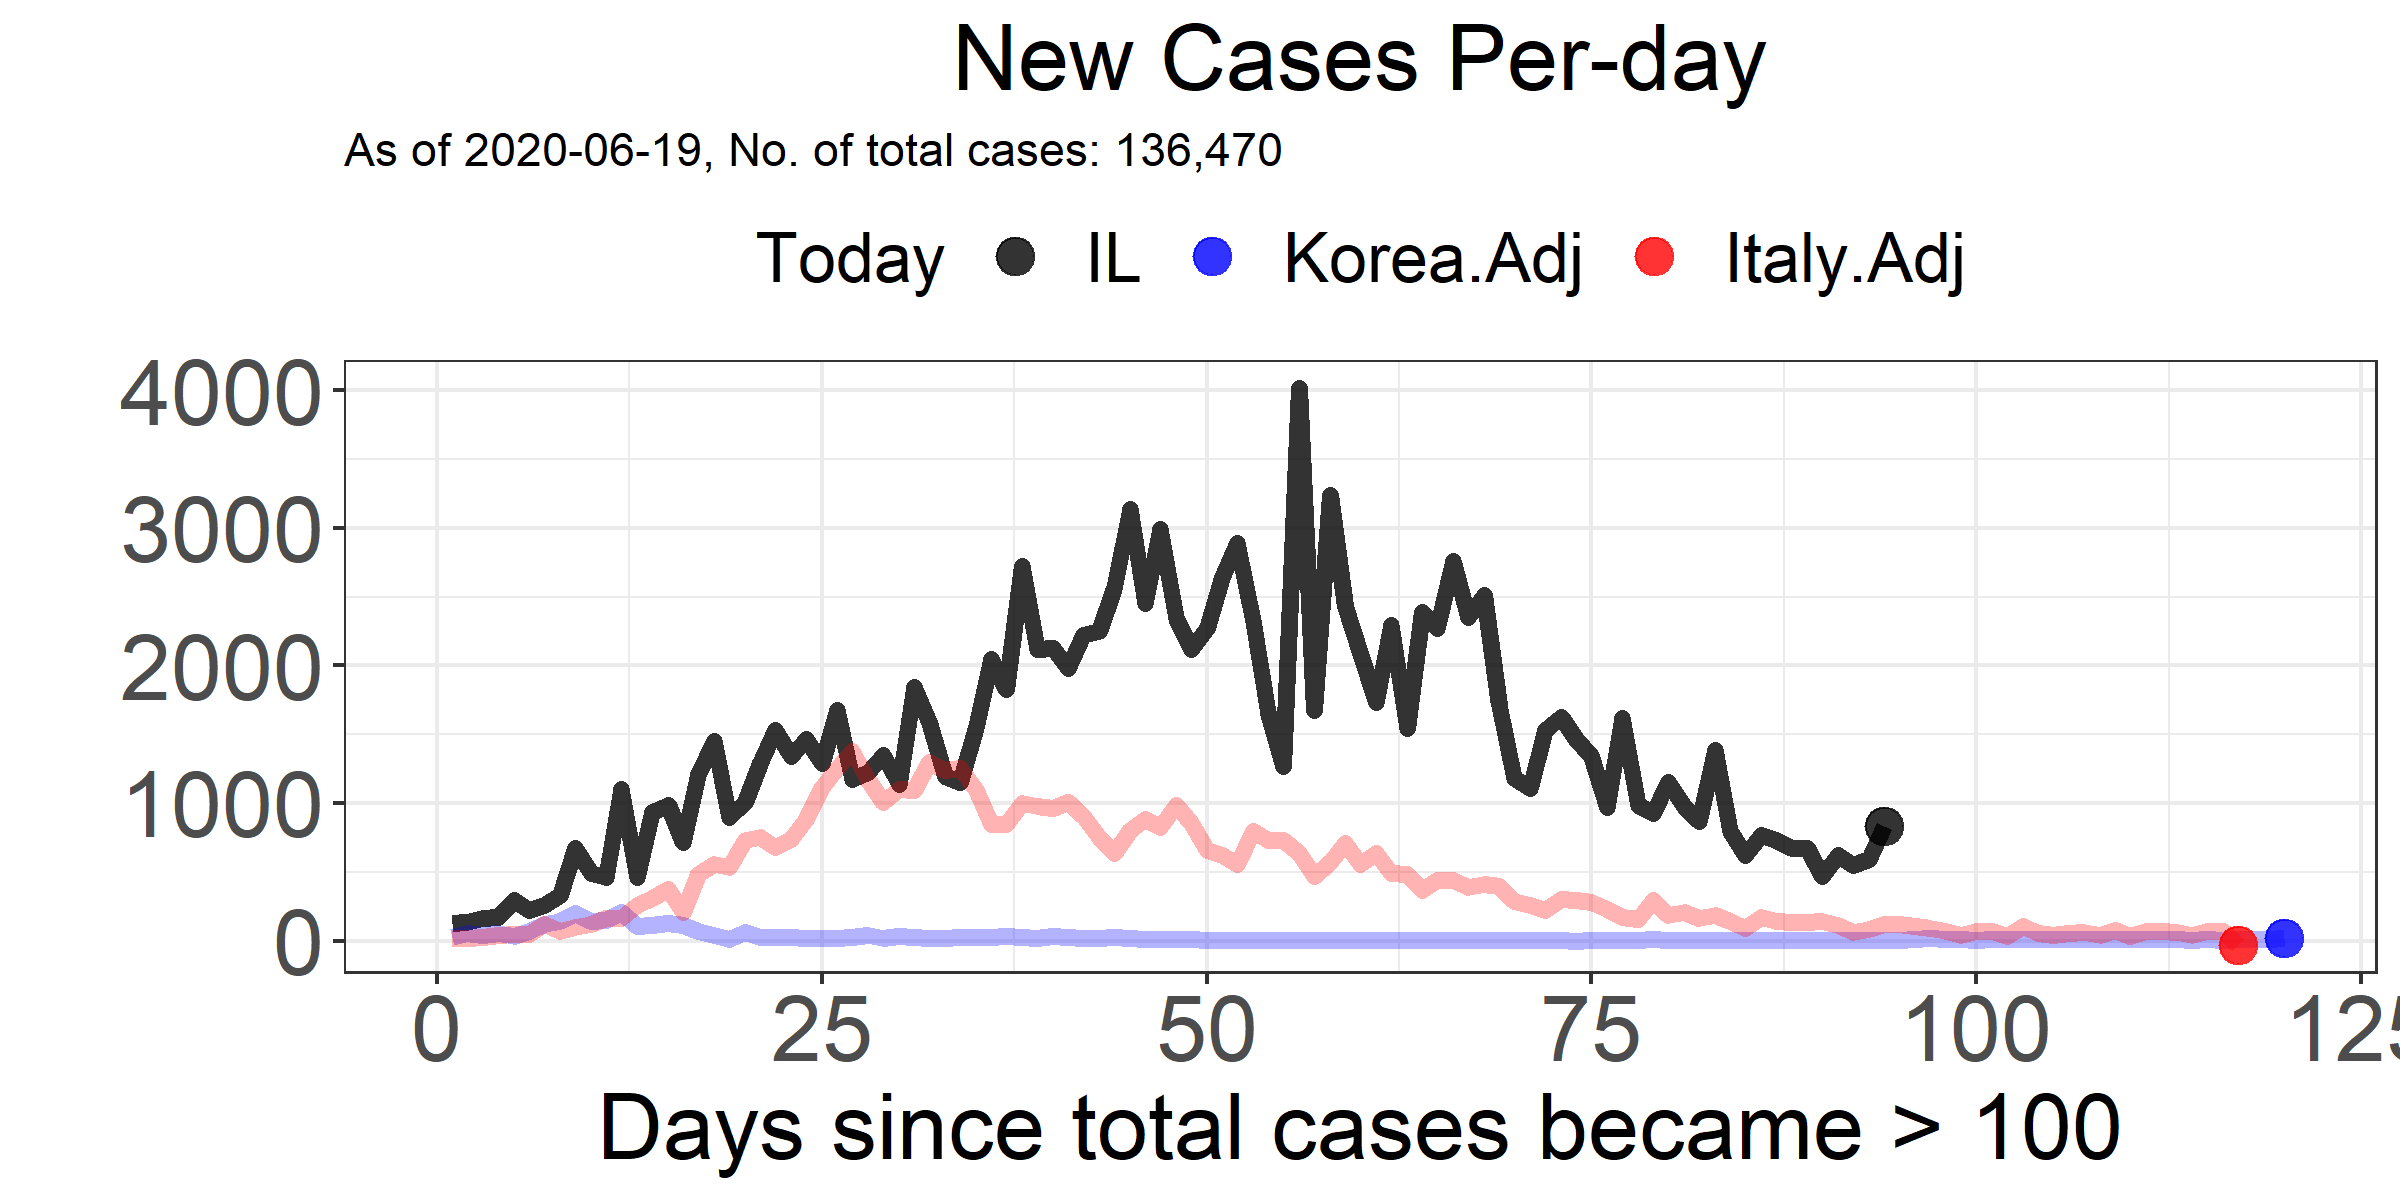 New Cases Per-day
As of 2020-06-19, No. of total cases: 136,470
Today IL Korea.Adj Italy.Adj
4000
3000
2000
1000
0
0 25 50 75 100 125
Days since total cases became > 100